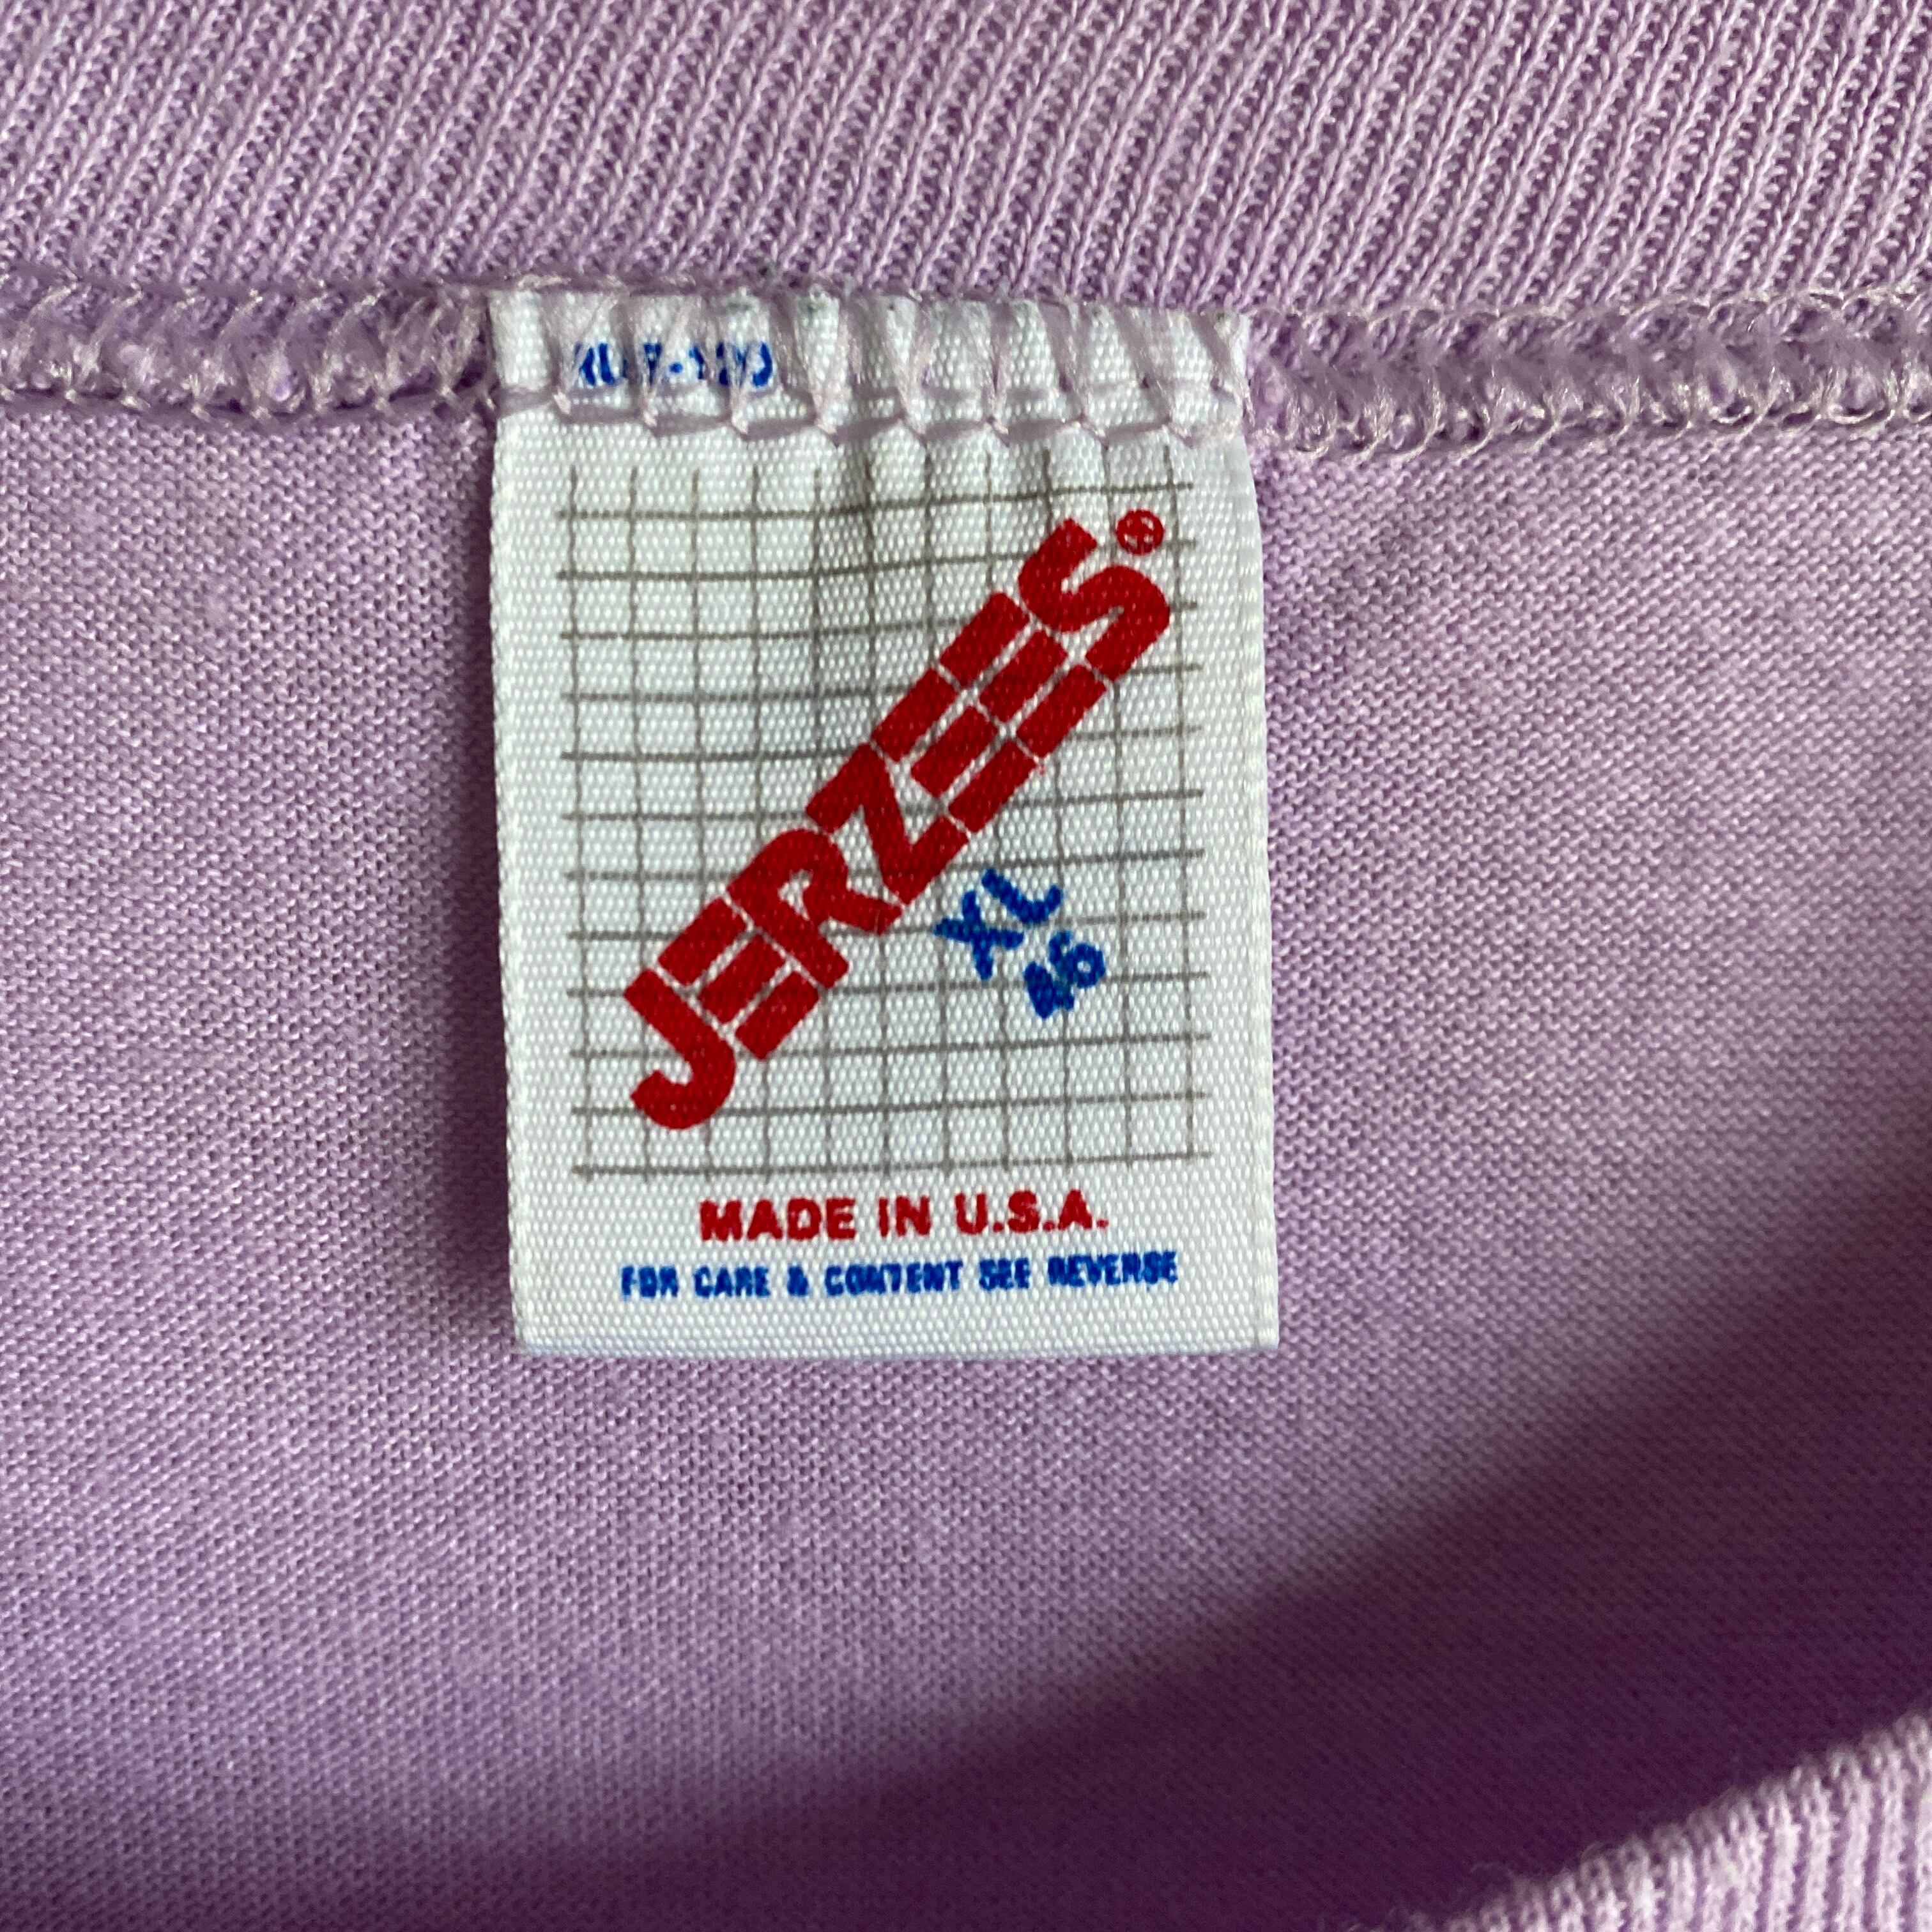 JERZEES®
XL
46
MADE IN U.S.A.
FOR CARE & CONTENT SEE REVERSE